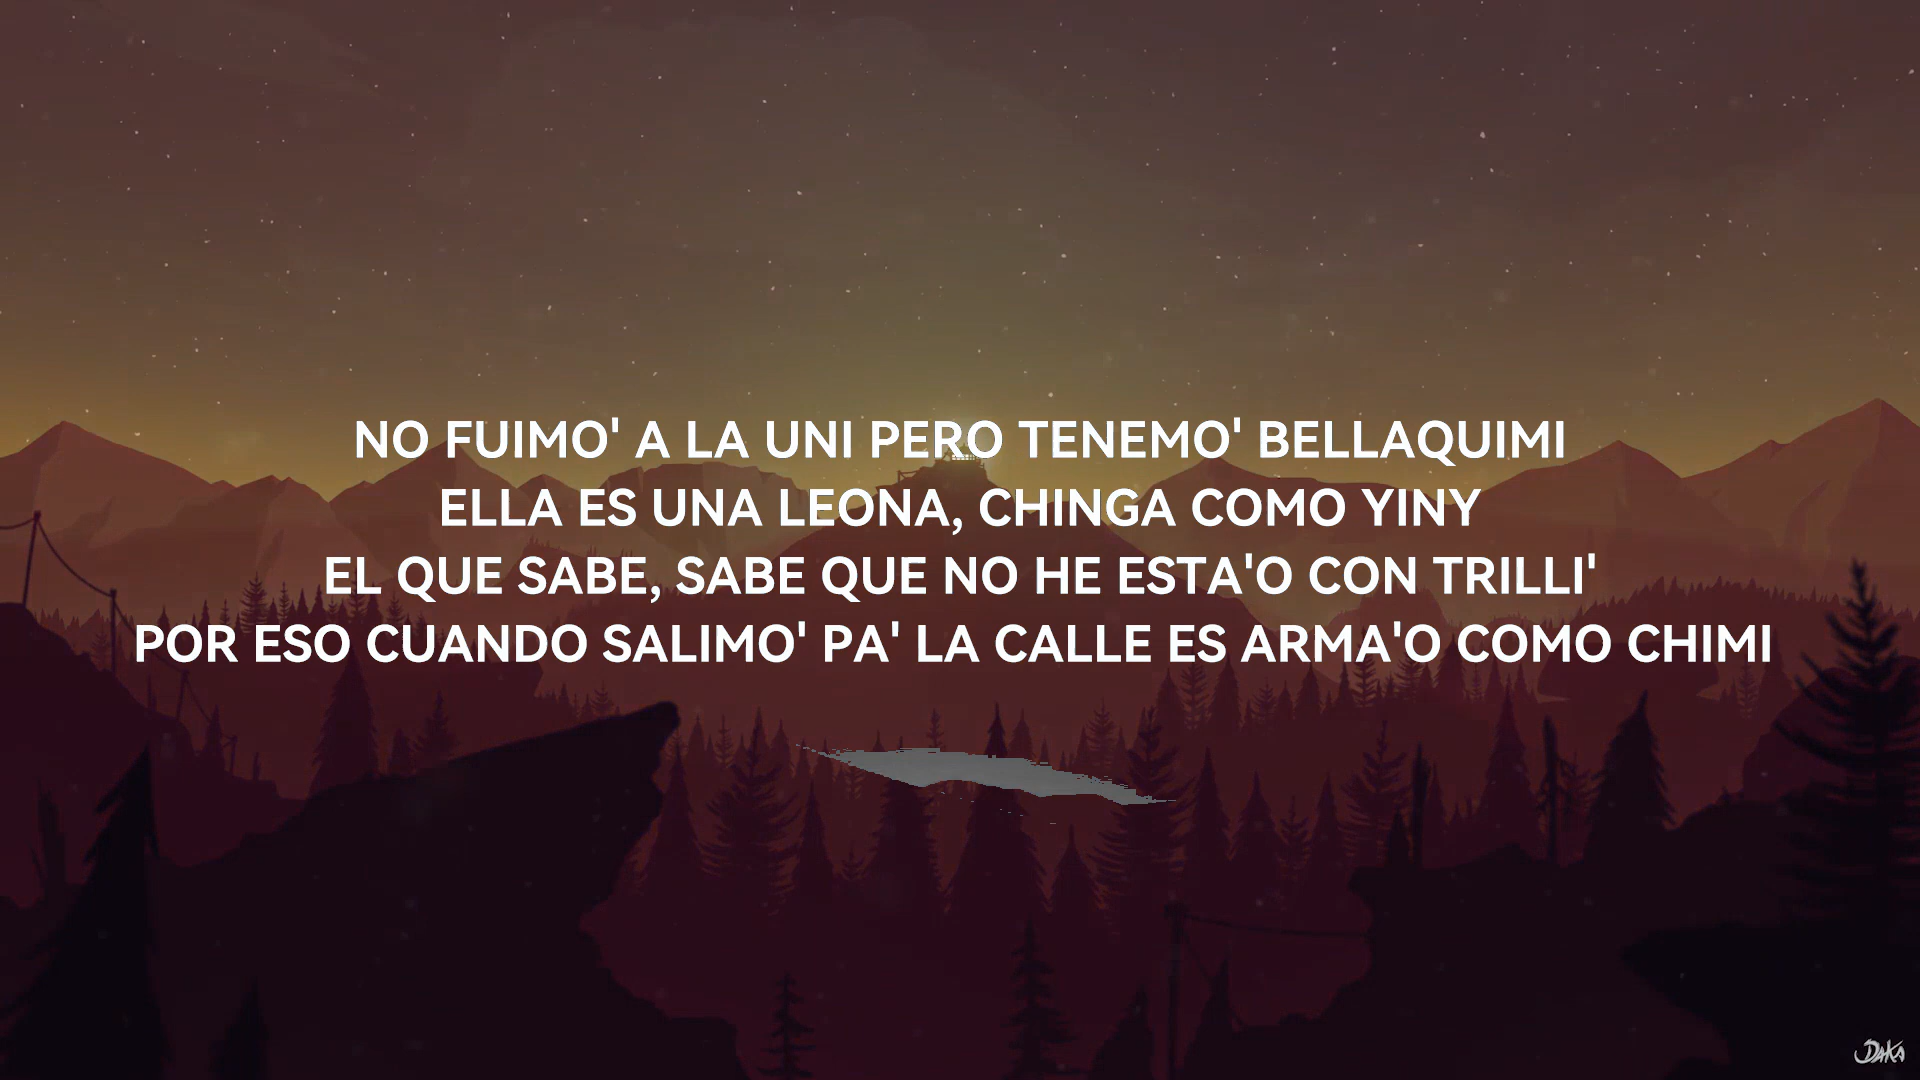 NO FUIMO' A LA UNI PERO TENEMO' BELLAQUIMI
ELLA ES UNA LEONA, CHINGA COMO YINY
EL QUE SABE, SABE QUE NO HE ESTA'O CON TRILLI'
POR ESO CUANDO SALIMO' PA' LA CALLE ES ARMA'O COMO CHIMI
DAKA